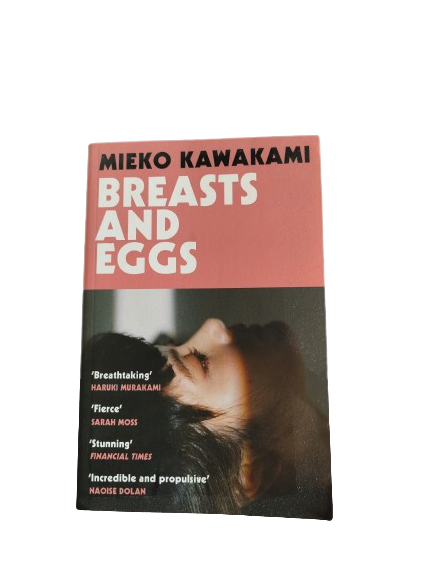 MIEKO KAWAKAMI
BREASTS
AND
EGGS
'Breathtaking'
HARUKI MURAKAMI
'Fierce'
SARAH MOSS
'Stunning'
FINANCIAL TIMES
'Incredible and propulsive'
NAOISE DOLAN